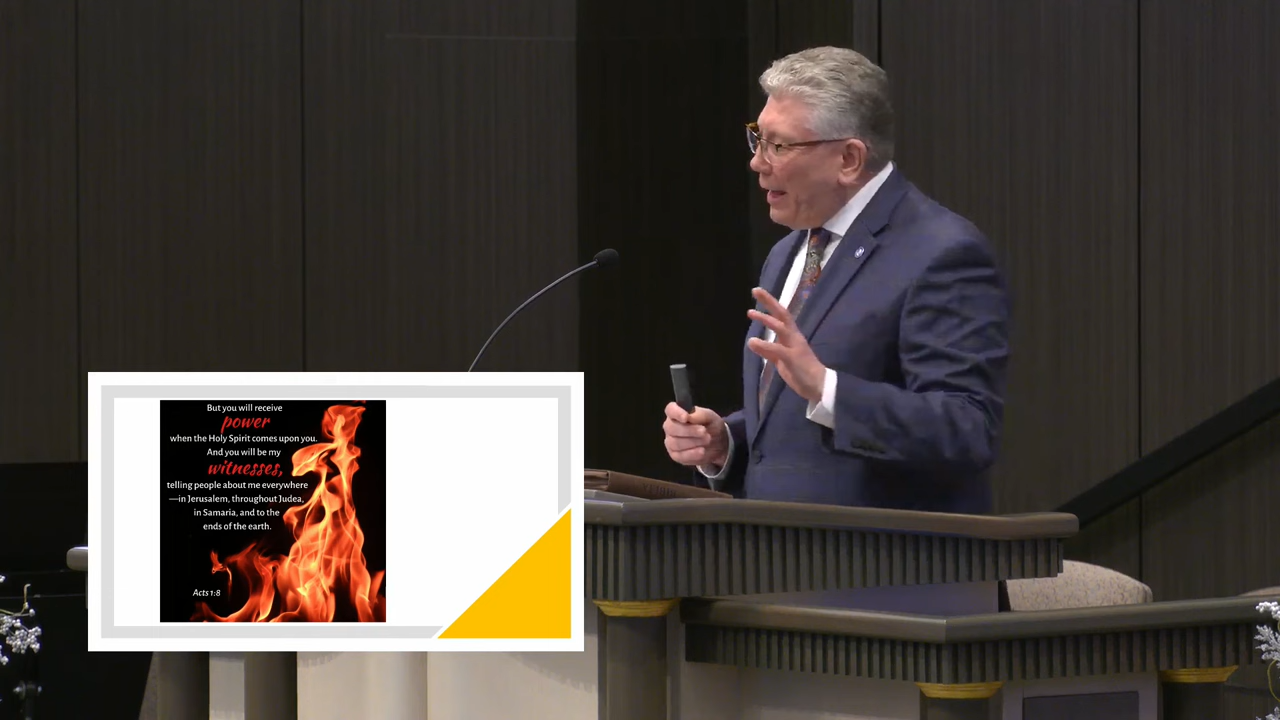 But you will receive
power
when the Holy Spirit comes upon you.
And you will be my
witnesses,
telling people about me everywhere
—in Jerusalem, throughout Judea,
in Samaria, and to the
ends of the earth.
Acts 1:8